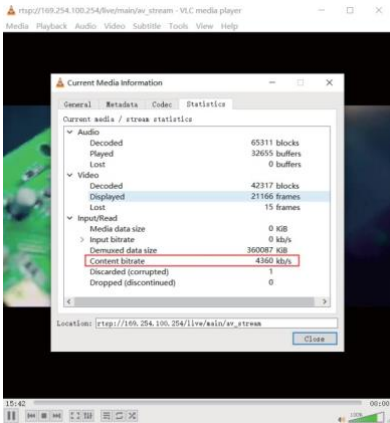 rtsp://169.254.100.254/live/main/av_stream - VLC media player
Media Playback Audio Video Subtitle Tools View Help
Current Media Information
General Metadata Codec Statistics
Current media / stream statistics
Audio
Decoded 65311 blocks
Played 32655 buffers
Lost 0 buffers
Video
Decoded 42317 blocks
Displayed 21166 frames
Lost 15 frames
Input/Read
Media data size 0 KiB
Input bitrate 0 kb/s
Demuxed data size 360087 KiB
Content bitrate 4360 kb/s
Discarded (corrupted) 1
Dropped (discontinued) 0
Location: rtsp://169.254.100.254/live/main/av_stream
Close
15:42 00:00
100%